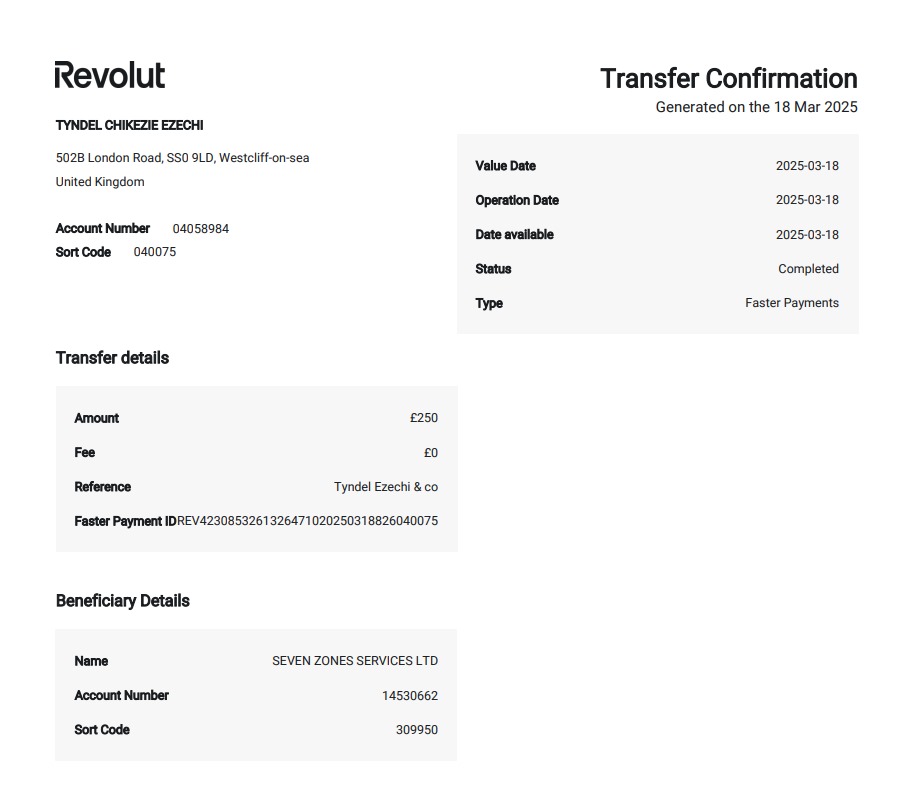 Revolut
Transfer Confirmation
Generated on the 18 Mar 2025
TYNDEL CHIKEZIE EZECHI
502B London Road, SS0 9LD, Westcliff-on-sea
United Kingdom
Account Number 04058984
Sort Code 040075
Value Date 2025-03-18
Operation Date 2025-03-18
Date available 2025-03-18
Status Completed
Type Faster Payments
Transfer details
Amount £250
Fee £0
Reference Tyndel Ezechi & co
Faster Payment IDREV423085326132647102025031882604​0075
Beneficiary Details
Name SEVEN ZONES SERVICES LTD
Account Number 14530662
Sort Code 309950